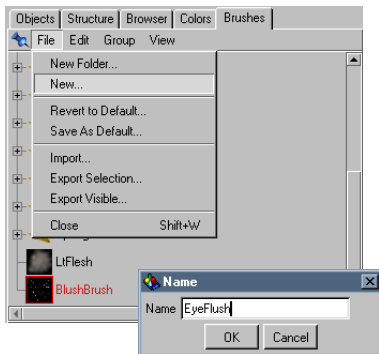 Objects Structure Browser Colors Brushes
File Edit Group View
New Folder...
New...
Revert to Default...
Save As Default...
Import...
Export Selection...
Export Visible...
Close Shift+W
LtFlesh
BlushBrush
Name
Name EyeFlush
OK Cancel